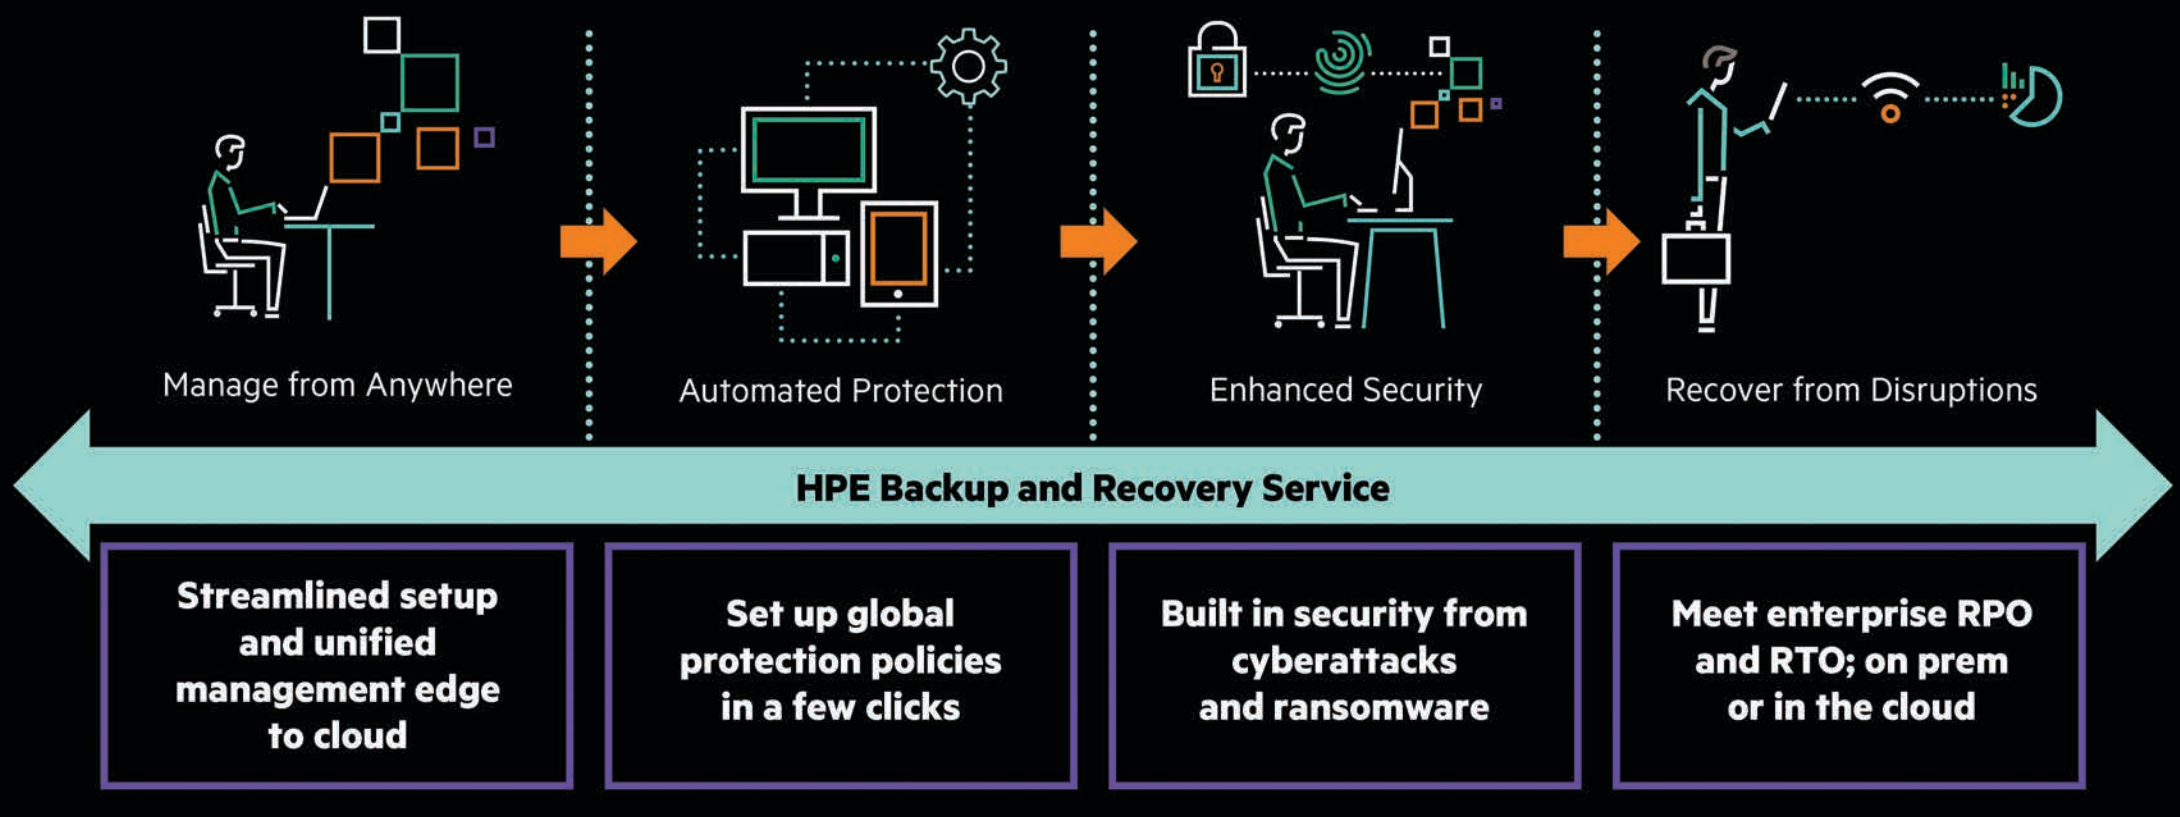 Manage from Anywhere
Automated Protection
Enhanced Security
Recover from Disruptions
HPE Backup and Recovery Service
Streamlined setup
and unified
management edge
to cloud
Set up global
protection policies
in a few clicks
Built in security from
cyberattacks
and ransomware
Meet enterprise RPO
and RTO; on prem
or in the cloud